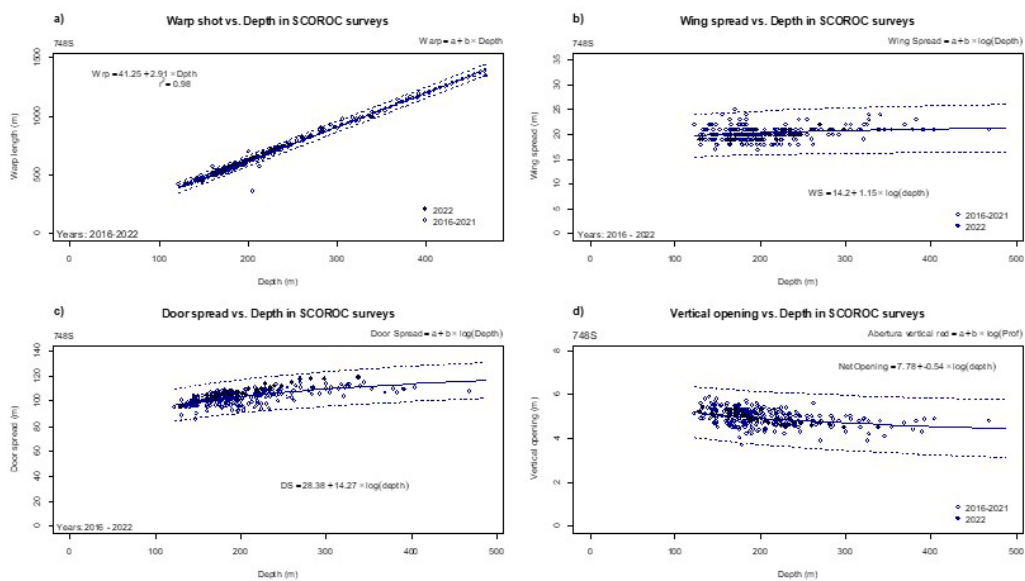 a)
Warp shot vs. Depth in SCOROC surveys
748S
Warp = a + b × Depth
Wrp = 41.25 + 2.91 × Dpth
r² = 0.98
Warp length (m)
1500
1000
500
0
2022
2016-2021
Years: 2016-2022
0 100 200 300 400
Depth (m)
b)
Wing spread vs. Depth in SCOROC surveys
748S
Wing Spread = a + b × log(Depth)
Wing spread (m)
35
30
25
20
15
10
5
0
WS = 14.2 + 1.15 × log(depth)
2016-2021
2022
Years: 2016 - 2022
0 100 200 300 400 500
Depth (m)
c)
Door spread vs. Depth in SCOROC surveys
748S
Door Spread = a + b × log(Depth)
Door spread (m)
140
120
100
80
60
40
20
0
DS = 28.38 + 14.27 × log(depth)
Years: 2016 - 2022
0 100 200 300 400 500
Depth (m)
d)
Vertical opening vs. Depth in SCOROC surveys
748S
Abertura vertical red = a + b × log(Prof)
Net Opening = 7.78 + -0.54 × log(depth)
Vertical opening (m)
8
6
4
2
0
2016-2021
2022
0 100 200 300 400 500
Depth (m)